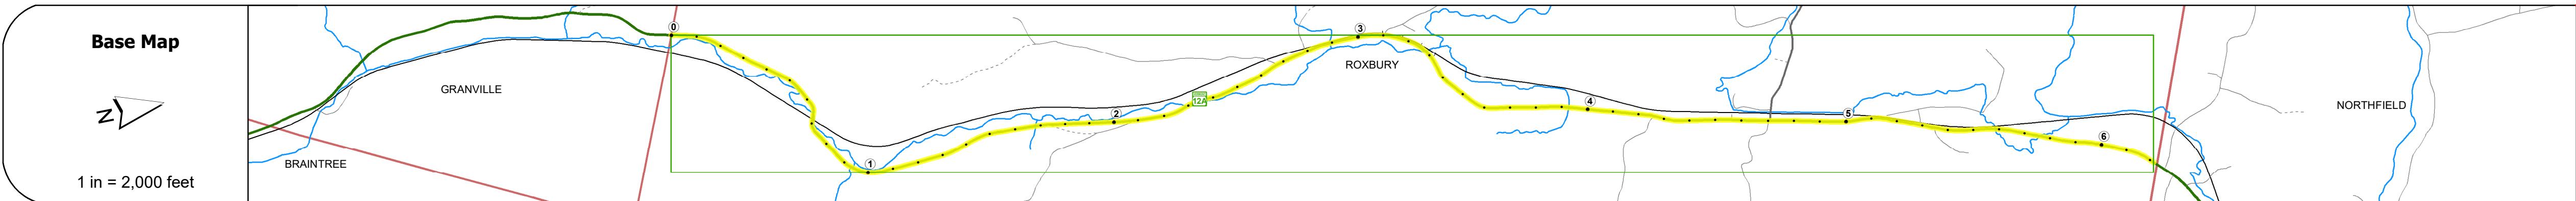 Base Map
N
1 in = 2,000 feet
BRAINTREE
GRANVILLE
0
1
2
12A
3
ROXBURY
4
5
6
NORTHFIELD